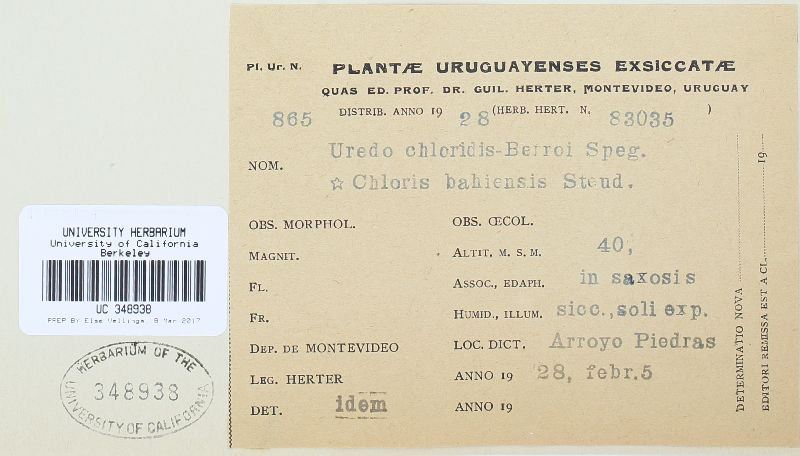 Pl. Ur. N. PLANTÆ URUGUAYENSES EXSICCATÆ
QUAS ED. PROF. DR. GUIL. HERTER, MONTEVIDEO, URUGUAY
865 DISTRIB. ANNO 19 28 (HERB. HERT. N. 83035 )
NOM. Uredo chloridis-Berroi Speg.
☆ Chloris bahiensis Steud.
OBS. MORPHOL. OBS. ŒCOL.
MAGNIT. ALTIT. M. S. M. 40,
FL. ASSOC., EDAPH. in saxosis
FR. HUMID., ILLUM. sicc., soli exp.
DEP. DE MONTEVIDEO LOC. DICT. Arroyo Piedras
LEG. HERTER ANNO 19 28, febr. 5
DET. idem ANNO 19
DETERMINATIO NOVA
EDITORI REMISSA EST A CL. 19
UNIVERSITY HERBARIUM
University of California
Berkeley
UC 348938
PREP By Else Vellinga, 8 Mar 2017
HERBARIUM OF THE
348938
UNIVERSITY OF CALIFORNIA